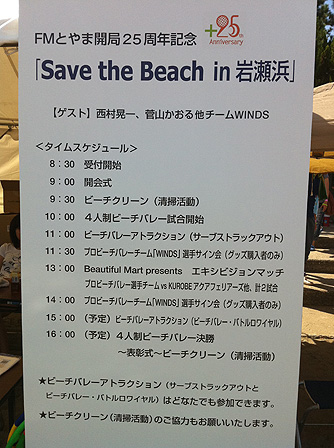 +25
th
Anniversary
FMとやま開局25周年記念
「Save the Beach in 岩瀬浜」
【ゲスト】西村晃一、菅山かおる 他チームWINDS
＜タイムスケジュール＞
8：30 受付開始
9：00 開会式
9：30 ビーチクリーン（清掃活動）
10：00 4人制ビーチバレー試合開始
11：00 ビーチバレーアトラクション（サーブストラックアウト）
11：30 プロビーチバレーチーム「WINDS」選手サイン会（グッズ購入者のみ）
13：00 Beautiful Mart presents エキシビジョンマッチ
プロビーチバレー選手チーム vs KUROBE アクアフェアリーズ他、計2試合
14：00 プロビーチバレーチーム「WINDS」選手サイン会（グッズ購入者のみ）
15：00 （予定）ビーチバレーアトラクション（ビーチバレー・バトルロワイヤル）
16：00 （予定）4人制ビーチバレー決勝
～表彰式～ビーチクリーン（清掃活動）
★ビーチバレーアトラクション（サーブストラックアウトと
ビーチバレー・バトルロワイヤル）はどなたでも参加できます。
★ビーチクリーン（清掃活動）のご協力もお願いいたします。